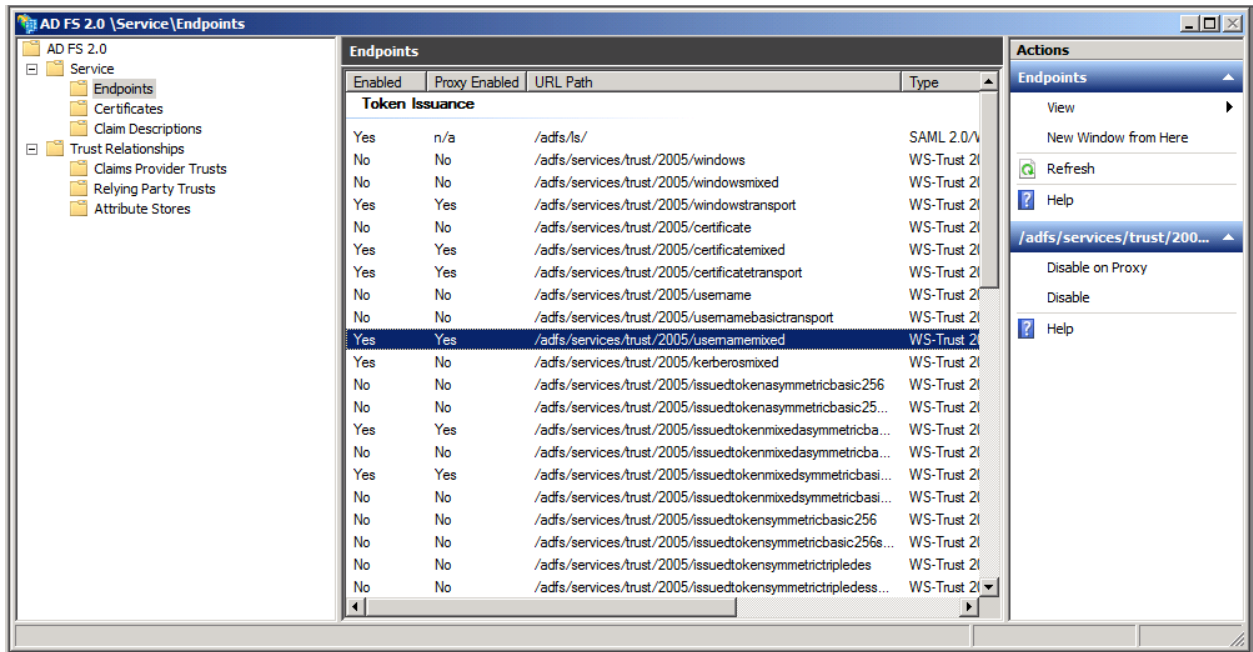 AD FS 2.0 \Service\Endpoints
AD FS 2.0
Service
Endpoints
Certificates
Claim Descriptions
Trust Relationships
Claims Provider Trusts
Relying Party Trusts
Attribute Stores
Endpoints
Enabled Proxy Enabled URL Path Type
Token Issuance
Yes n/a /adfs/ls/ SAML 2.0/W
No No /adfs/services/trust/2005/windows WS-Trust 20
No No /adfs/services/trust/2005/windowsmixed WS-Trust 20
Yes Yes /adfs/services/trust/2005/windowstransport WS-Trust 20
No No /adfs/services/trust/2005/certificate WS-Trust 20
Yes Yes /adfs/services/trust/2005/certificatemixed WS-Trust 20
Yes Yes /adfs/services/trust/2005/certificatetransport WS-Trust 20
No No /adfs/services/trust/2005/username WS-Trust 20
No No /adfs/services/trust/2005/usernamebasictransport WS-Trust 20
Yes Yes /adfs/services/trust/2005/usernamemixed WS-Trust 20
Yes No /adfs/services/trust/2005/kerberosmixed WS-Trust 20
No No /adfs/services/trust/2005/issuedtokenasymmetricbasic256 WS-Trust 20
No No /adfs/services/trust/2005/issuedtokenasymmetricbasic25... WS-Trust 20
Yes Yes /adfs/services/trust/2005/issuedtokenmixedasymmetricba... WS-Trust 20
No No /adfs/services/trust/2005/issuedtokenmixedasymmetricba... WS-Trust 20
Yes Yes /adfs/services/trust/2005/issuedtokenmixedsymmetricbasi... WS-Trust 20
No No /adfs/services/trust/2005/issuedtokenmixedsymmetricbasi... WS-Trust 20
No No /adfs/services/trust/2005/issuedtokensymmetricbasic256 WS-Trust 20
No No /adfs/services/trust/2005/issuedtokensymmetricbasic256s... WS-Trust 20
No No /adfs/services/trust/2005/issuedtokensymmetrictripledes WS-Trust 20
No No /adfs/services/trust/2005/issuedtokensymmetrictripledess... WS-Trust 20
Actions
Endpoints
View
New Window from Here
Refresh
Help
/adfs/services/trust/200...
Disable on Proxy
Disable
Help